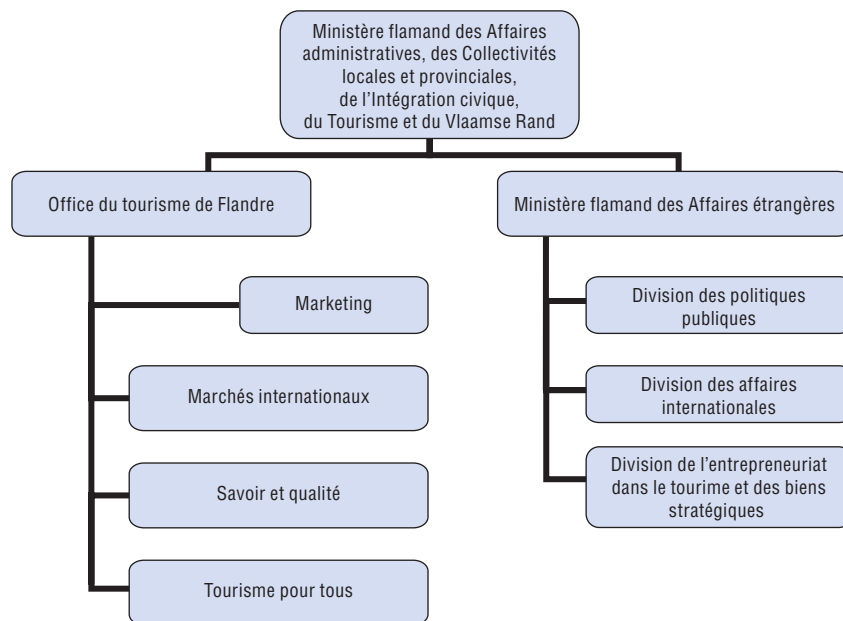 Ministère flamand des Affaires
administratives, des Collectivités
locales et provinciales,
de l'Intégration civique,
du Tourisme et du Vlaamse Rand
Office du tourisme de Flandre
Ministère flamand des Affaires étrangères
Marketing
Division des politiques
publiques
Marchés internationaux
Division des affaires
internationales
Savoir et qualité
Division de l'entrepreneuriat
dans le tourime et des biens
stratégiques
Tourisme pour tous